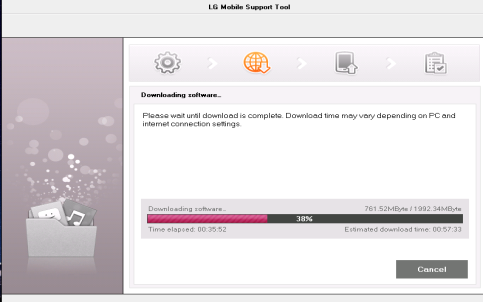 LG Mobile Support Tool
Downloading software..
Please wait until download is complete. Download time may vary depending on PC and
internet connection settings.
Downloading software.. 761.52MByte / 1992.34MByte
38%
Time elapsed: 00:35:52 Estimated download time: 00:57:33
Cancel